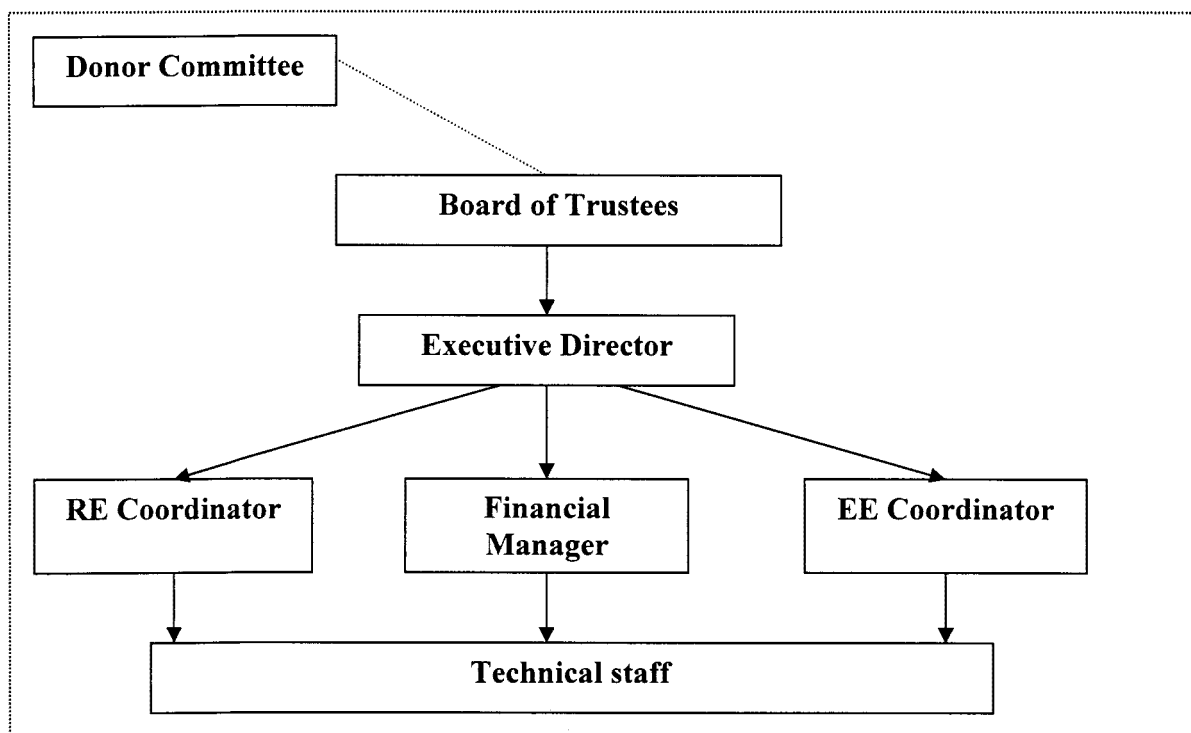 Donor Committee
Board of Trustees
Executive Director
RE Coordinator
Financial
Manager
EE Coordinator
Technical staff